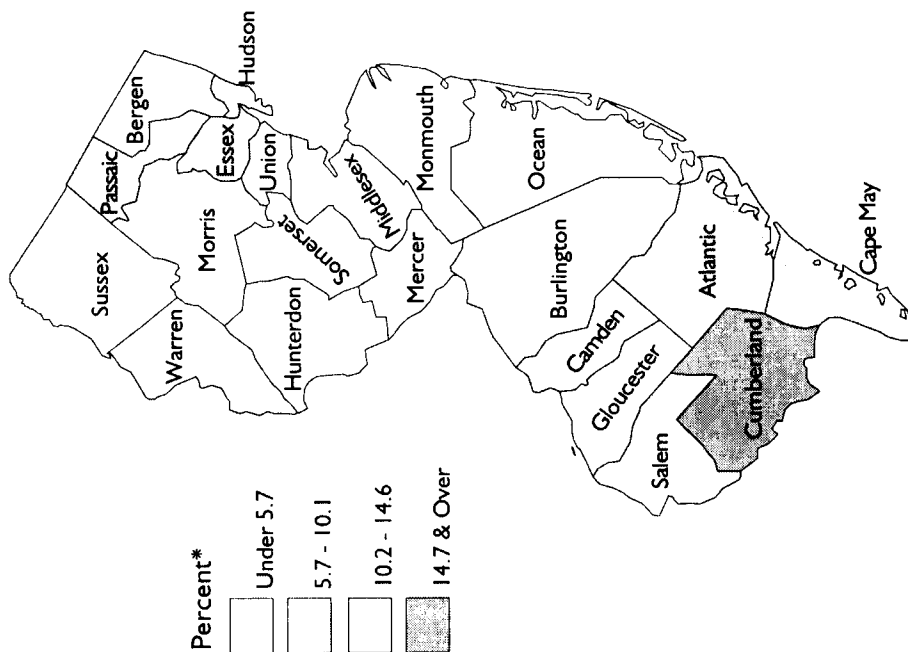 Percent*
Under 5.7
5.7 - 10.1
10.2 - 14.6
14.7 & Over
Sussex
Passaic
Bergen
Warren
Morris
Essex
Hudson
Union
Hunterdon
Somerset
Middlesex
Mercer
Monmouth
Ocean
Burlington
Camden
Gloucester
Salem
Atlantic
Cumberland
Cape May